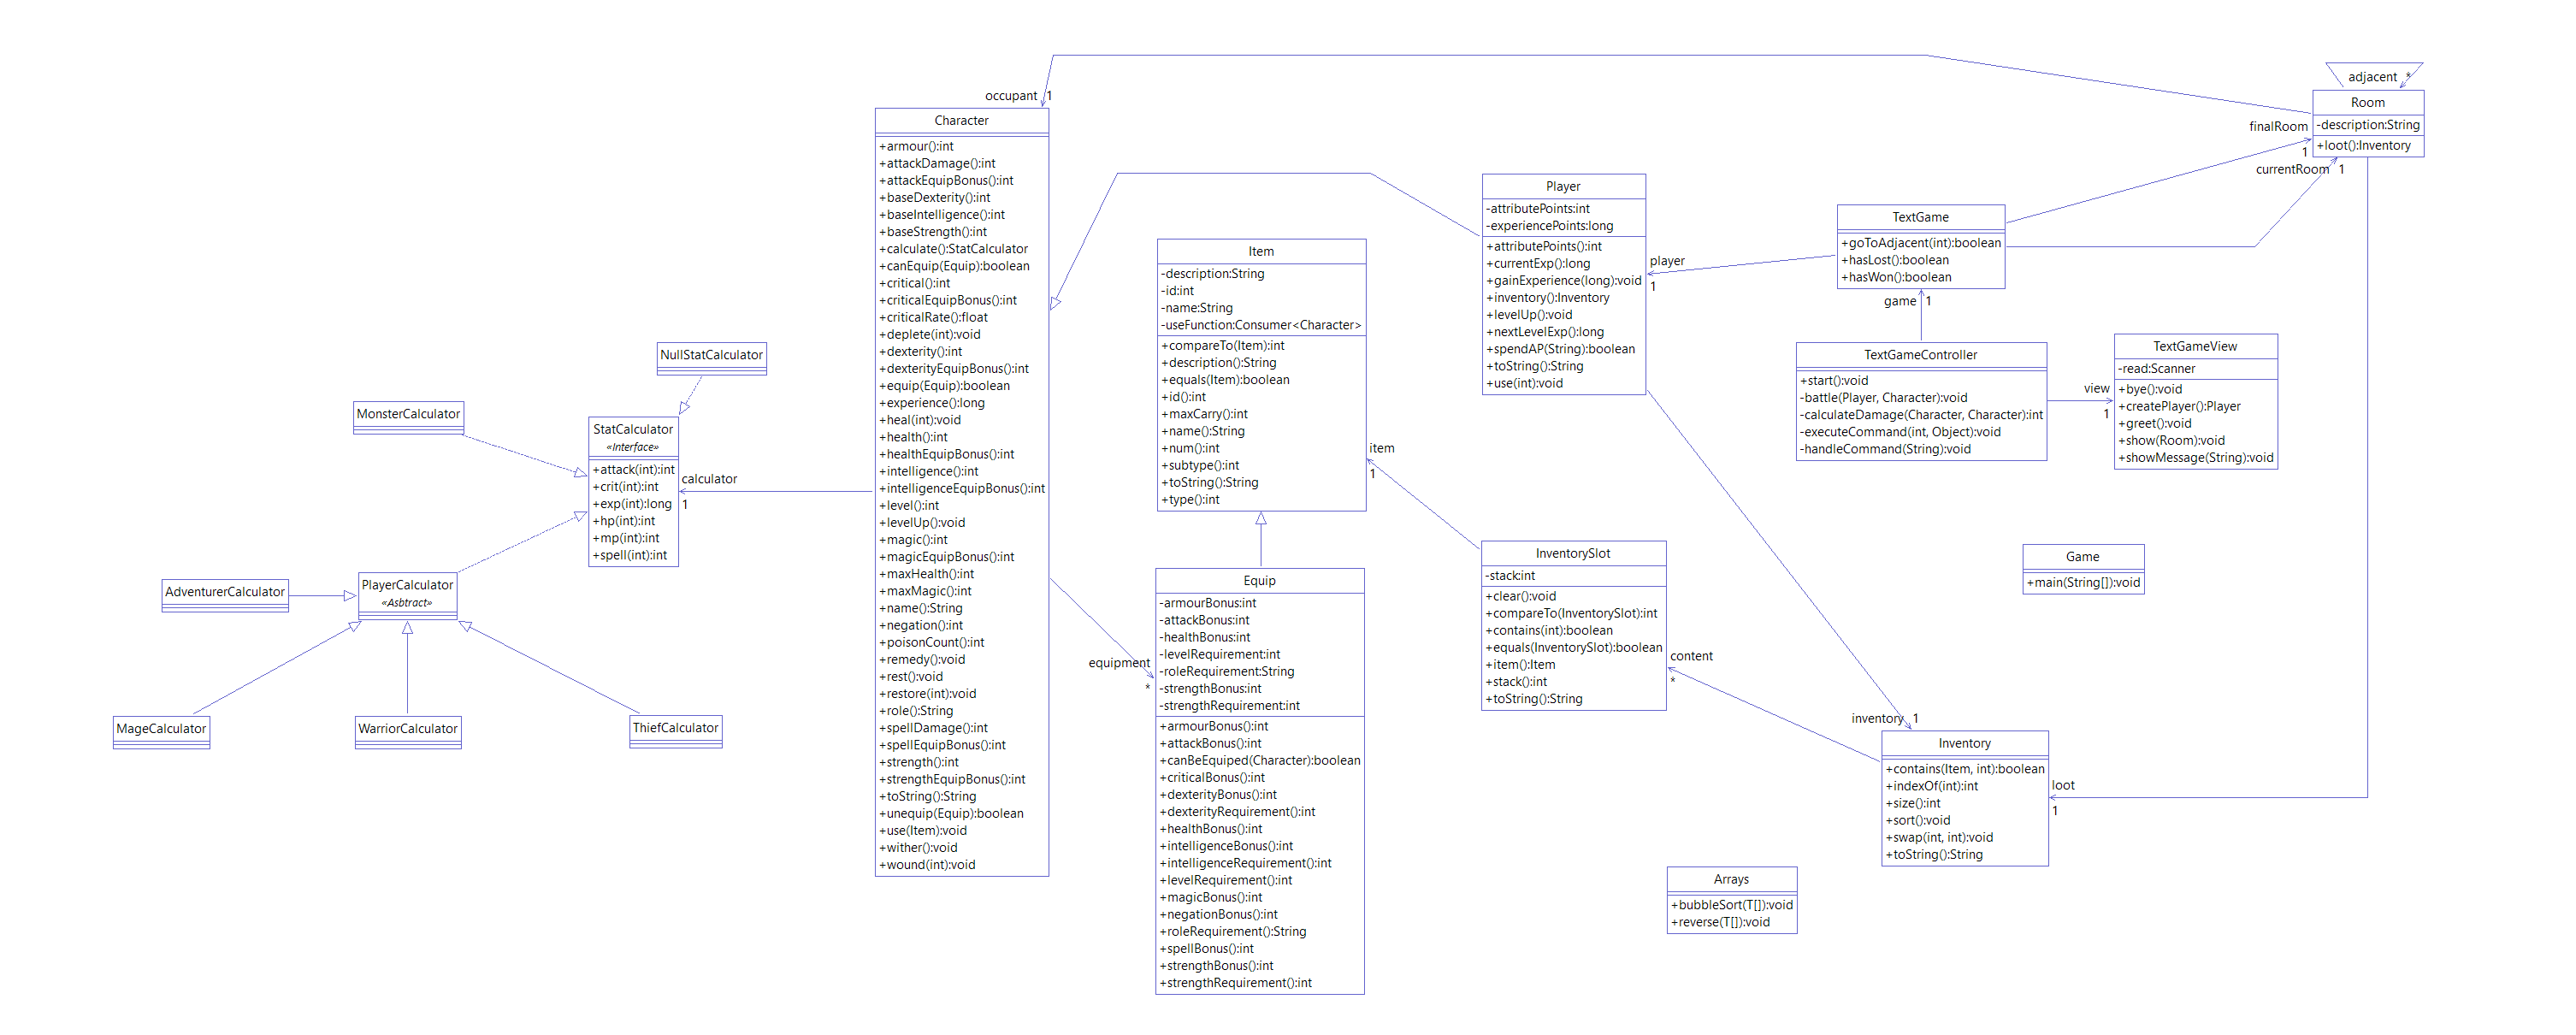 adjacent *
Room
-description:String
+loot():Inventory
finalRoom
1
currentRoom 1
occupant 1
Character
+armour():int
+attackDamage():int
+attackEquipBonus():int
+baseDexterity():int
+baseIntelligence():int
+baseStrength():int
+calculate():StatCalculator
+canEquip(Equip):boolean
+critical():int
+criticalEquipBonus():int
+criticalRate():float
+deplete(int):void
+dexterity():int
+dexterityEquipBonus():int
+equip(Equip):boolean
+experience():long
+heal(int):void
+health():int
+healthEquipBonus():int
+intelligence():int
+intelligenceEquipBonus():int
+level():int
+levelUp():void
+magic():int
+magicEquipBonus():int
+maxHealth():int
+maxMagic():int
+name():String
+negation():int
+poisonCount():int
+remedy():void
+rest():void
+restore(int):void
+role():String
+spellDamage():int
+spellEquipBonus():int
+strength():int
+strengthEquipBonus():int
+toString():String
+unequip(Equip):boolean
+use(Item):void
+wither():void
+wound(int):void
Player
-attributePoints:int
-experiencePoints:long
+attributePoints():int
+currentExp():long
+gainExperience(long):void
+inventory():Inventory
+levelUp():void
+nextLevelExp():long
+spendAP(String):boolean
+toString():String
+use(int):void
player
1
TextGame
+goToAdjacent(int):boolean
+hasLost():boolean
+hasWon():boolean
game 1
TextGameController
+start():void
-battle(Player, Character):void
-calculateDamage(Character, Character):int
-executeCommand(int, Object):void
-handleCommand(String):void
view
1
TextGameView
-read:Scanner
+bye():void
+createPlayer():Player
+greet():void
+show(Room):void
+showMessage(String):void
Item
-description:String
-id:int
-name:String
-useFunction:Consumer<Character>
+compareTo(Item):int
+description():String
+equals(Item):boolean
+id():int
+maxCarry():int
+name():String
+num():int
+subtype():int
+toString():String
+type():int
item
1
NullStatCalculator
MonsterCalculator
StatCalculator
«Interface»
+attack(int):int
+crit(int):int
+exp(int):long
+hp(int):int
+mp(int):int
+spell(int):int
calculator
1
PlayerCalculator
«Asbtract»
AdventurerCalculator
MageCalculator
WarriorCalculator
ThiefCalculator
equipment
*
Equip
-armourBonus:int
-attackBonus:int
-healthBonus:int
-levelRequirement:int
-roleRequirement:String
-strengthBonus:int
-strengthRequirement:int
+armourBonus():int
+attackBonus():int
+canBeEquiped(Character):boolean
+criticalBonus():int
+dexterityBonus():int
+dexterityRequirement():int
+healthBonus():int
+intelligenceBonus():int
+intelligenceRequirement():int
+levelRequirement():int
+magicBonus():int
+negationBonus():int
+roleRequirement():String
+spellBonus():int
+strengthBonus():int
+strengthRequirement():int
InventorySlot
-stack:int
+clear():void
+compareTo(InventorySlot):int
+contains(int):boolean
+equals(InventorySlot):boolean
+item():Item
+stack():int
+toString():String
content
*
Game
+main(String[]):void
inventory 1
Inventory
+contains(Item, int):boolean
+indexOf(int):int
+size():int
+sort():void
+swap(int, int):void
+toString():String
loot
1
Arrays
+bubbleSort(T[]):void
+reverse(T[]):void